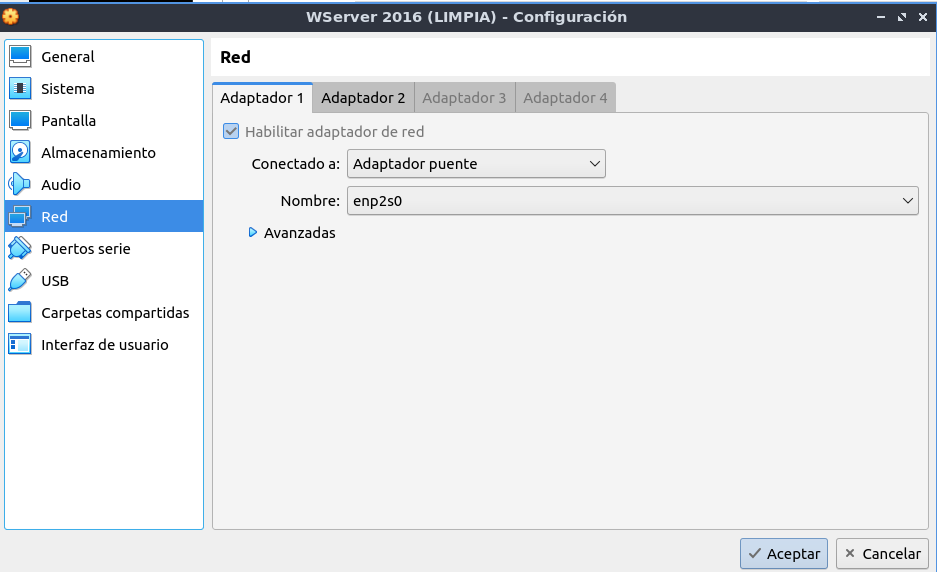 WServer 2016 (LIMPIA) - Configuración
General
Sistema
Pantalla
Almacenamiento
Audio
Red
Puertos serie
USB
Carpetas compartidas
Interfaz de usuario
Red
Adaptador 1 Adaptador 2 Adaptador 3 Adaptador 4
Habilitar adaptador de red
Conectado a: Adaptador puente
Nombre: enp2s0
Avanzadas
Aceptar Cancelar